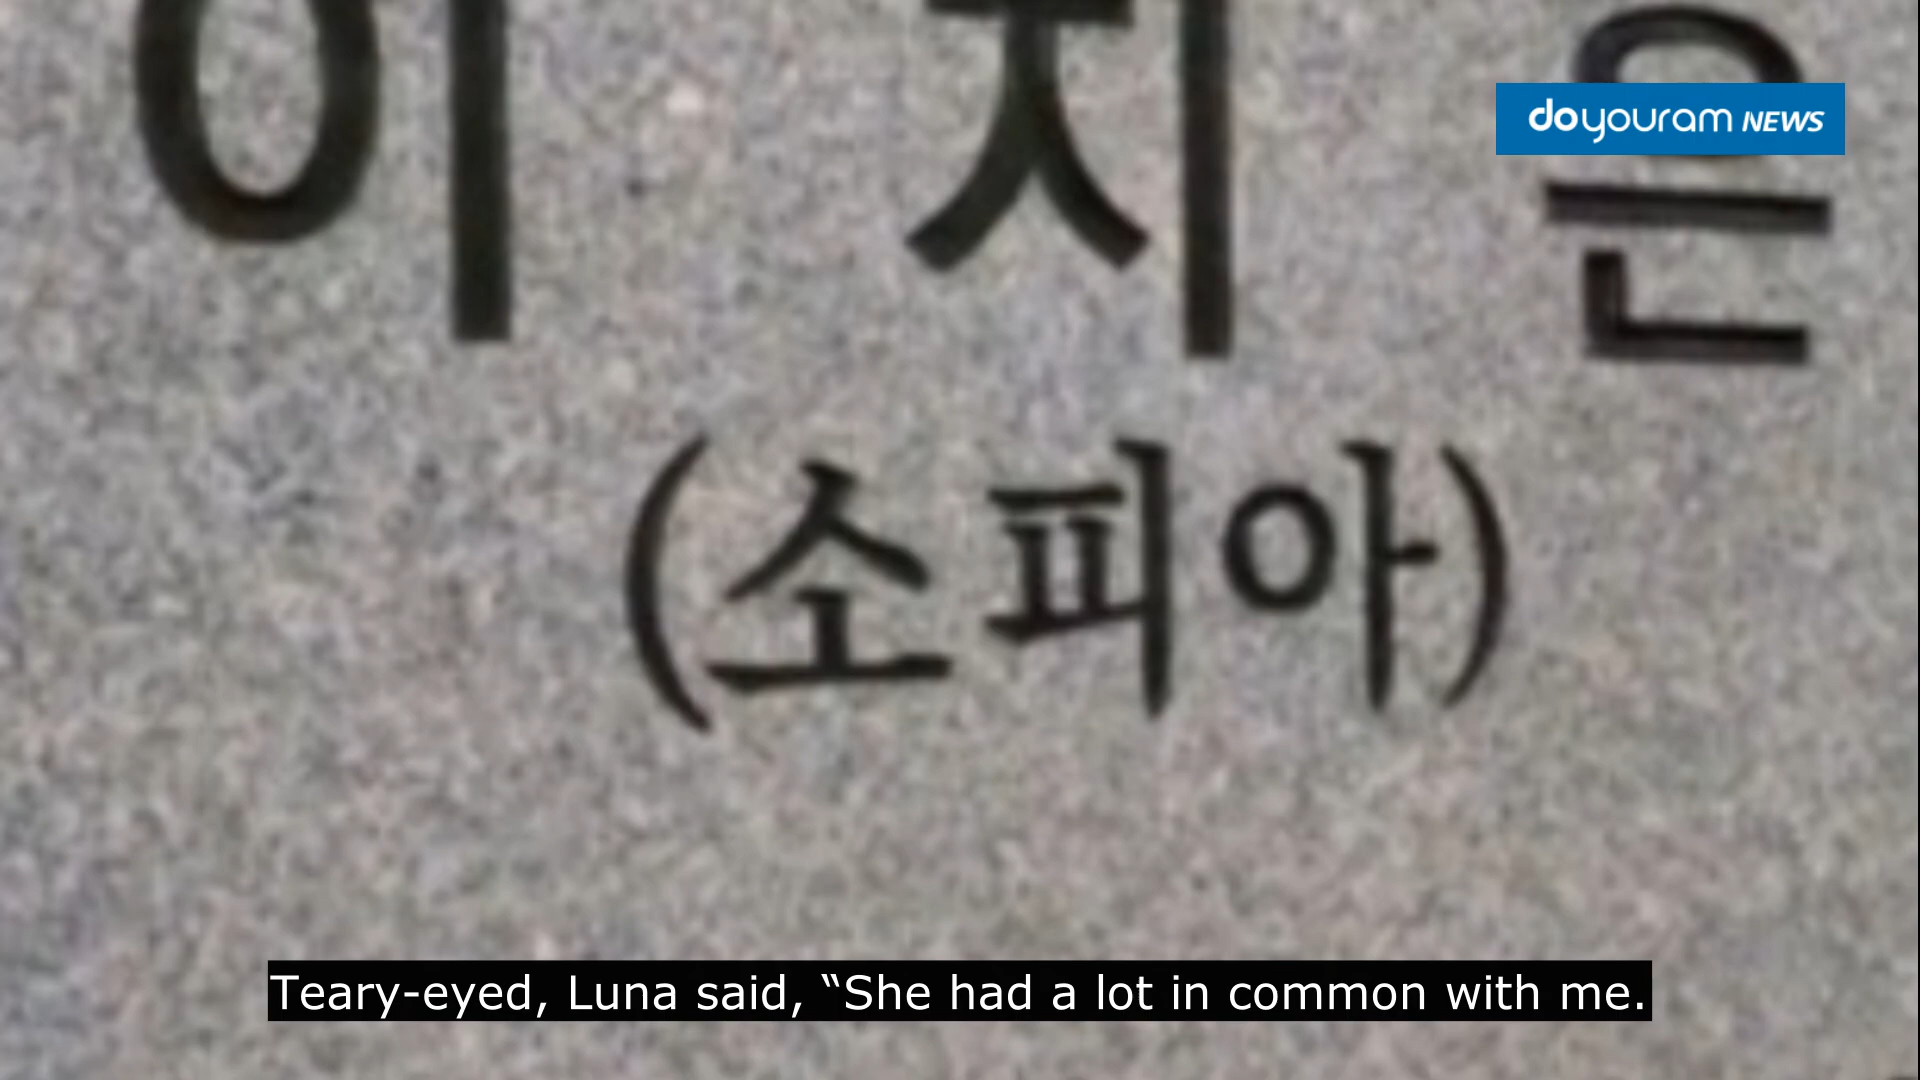 이 지은
doyouram NEWS
(소피아)
Teary-eyed, Luna said, “She had a lot in common with me.